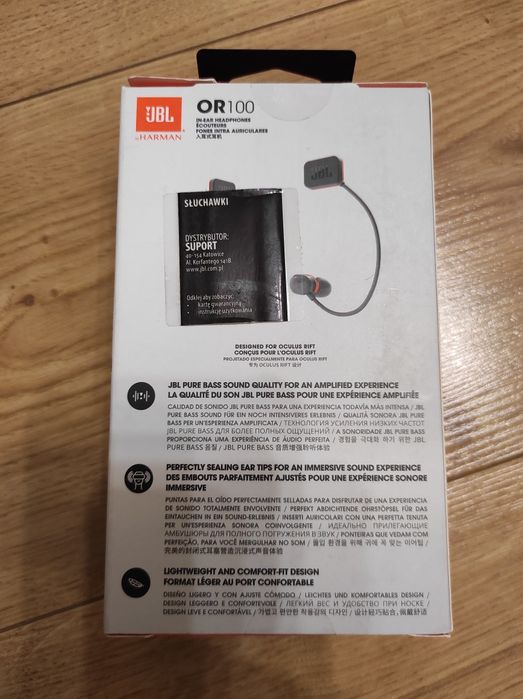 JBL
by HARMAN
OR100
IN-EAR HEADPHONES
ÉCOUTEURS
FONES INTRA AURICULARES
入耳式耳机
JBL
SŁUCHAWKI
DYSTRYBUTOR:
SUPORT
40-154 Katowice
Al. Korfantego 141B
www.jbl.com.pl
Odklej aby zobaczyć:
• kartę gwarancyjną
• instrukcję użytkowania
DESIGNED FOR OCULUS RIFT
CONÇUS POUR L'OCULUS RIFT
PROJETADO ESPECIALMENTE PARA OCULUS RIFT
专为 OCULUS RIFT 设计
JBL PURE BASS SOUND QUALITY FOR AN AMPLIFIED EXPERIENCE
LA QUALITÉ DU SON JBL PURE BASS POUR UNE EXPÉRIENCE AMPLIFIÉE
CALIDAD DE SONIDO JBL PURE BASS PARA UNA EXPERIENCIA TODAVÍA MÁS INTENSA / JBL
PURE BASS SOUND FÜR EIN NOCH INTENSIVERES ERLEBNIS / QUALITÀ SONORA JBL PURE
BASS PER UN'ESPERIENZA AMPLIFICATA / ТЕХНОЛОГИЯ УСИЛЕНИЯ НИЗКИХ ЧАСТОТ
JBL PURE BASS ДЛЯ БОЛЕЕ ПОЛНЫХ ОЩУЩЕНИЙ / A SONORIDADE JBL PURE BASS
PROPORCIONA UMA EXPERIÊNCIA DE ÁUDIO PERFEITA / 경험을 극대화 하기 위한 JBL
PURE BASS 음질 / JBL PURE BASS 音质增强聆听体验
PERFECTLY SEALING EAR TIPS FOR AN IMMERSIVE SOUND EXPERIENCE
DES EMBOUTS PARFAITEMENT AJUSTÉS POUR UNE EXPÉRIENCE SONORE
IMMERSIVE
PUNTAS PARA EL OÍDO PERFECTAMENTE SELLADAS PARA DISFRUTAR DE UNA EXPERIENCIA
DE SONIDO TOTALMENTE ENVOLVENTE / PERFEKT ABDICHTENDE OHRSTÖPSEL FÜR DAS
EINTAUCHEN IN EIN SOUND-ERLEBNIS / INSERTI AURICOLARI CON UNA PERFETTA TENUTA
PER UN'ESPERIENZA SONORA COINVOLGENTE / ИДЕАЛЬНО ПРИЛЕГАЮЩИЕ
АМБУШЮРЫ ДЛЯ ПОЛНОГО ПОГРУЖЕНИЯ В ЗВУК / PONTEIRAS QUE VEDAM COM
PERFEIÇÃO, PARA VOCÊ MERGULHAR NO SOM / 몰입 환경을 위해 귀에 꼭 맞는 이어팁 /
完美的封闭式耳塞营造沉浸式声音体验
LIGHTWEIGHT AND COMFORT-FIT DESIGN
FORMAT LÉGER AU PORT CONFORTABLE
DISEÑO LIGERO Y CON AJUSTE CÓMODO / LEICHTES UND KOMFORTABLES DESIGN /
DESIGN LEGGERO E CONFORTEVOLE / ЛЕГКИЙ ВЕС И УДОБСТВО ПРИ НОСКЕ /
DESIGN LEVE E CONFORTÁVEL / 가볍고 편안한 착용감의 디자인 / 设计轻巧贴合，佩戴舒适